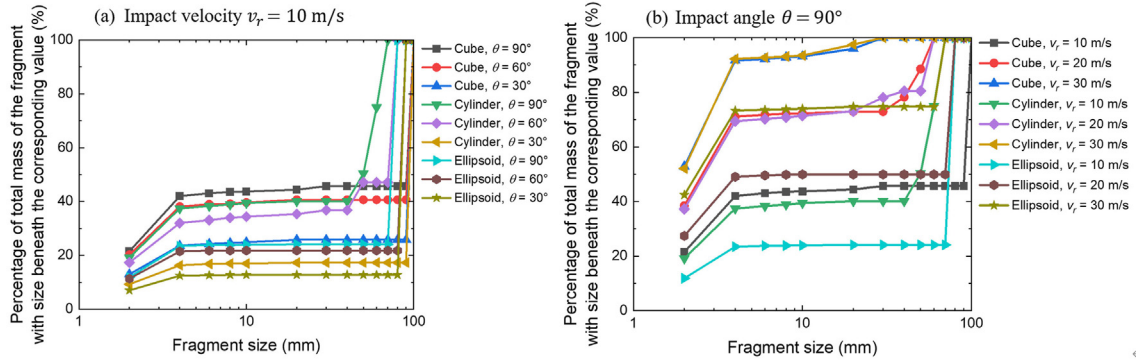 (a) Impact velocity v_r = 10 m/s
Percentage of total mass of the fragment
with size beneath the corresponding value (%)
100
80
60
40
20
0
1
10
100
Fragment size (mm)
Cube, θ = 90°
Cube, θ = 60°
Cube, θ = 30°
Cylinder, θ = 90°
Cylinder, θ = 60°
Cylinder, θ = 30°
Ellipsoid, θ = 90°
Ellipsoid, θ = 60°
Ellipsoid, θ = 30°
(b) Impact angle θ = 90°
Percentage of total mass of the fragment
with size beneath the corresponding value (%)
100
80
60
40
20
0
1
10
100
Fragment size (mm)
Cube, v_r = 10 m/s
Cube, v_r = 20 m/s
Cube, v_r = 30 m/s
Cylinder, v_r = 10 m/s
Cylinder, v_r = 20 m/s
Cylinder, v_r = 30 m/s
Ellipsoid, v_r = 10 m/s
Ellipsoid, v_r = 20 m/s
Ellipsoid, v_r = 30 m/s